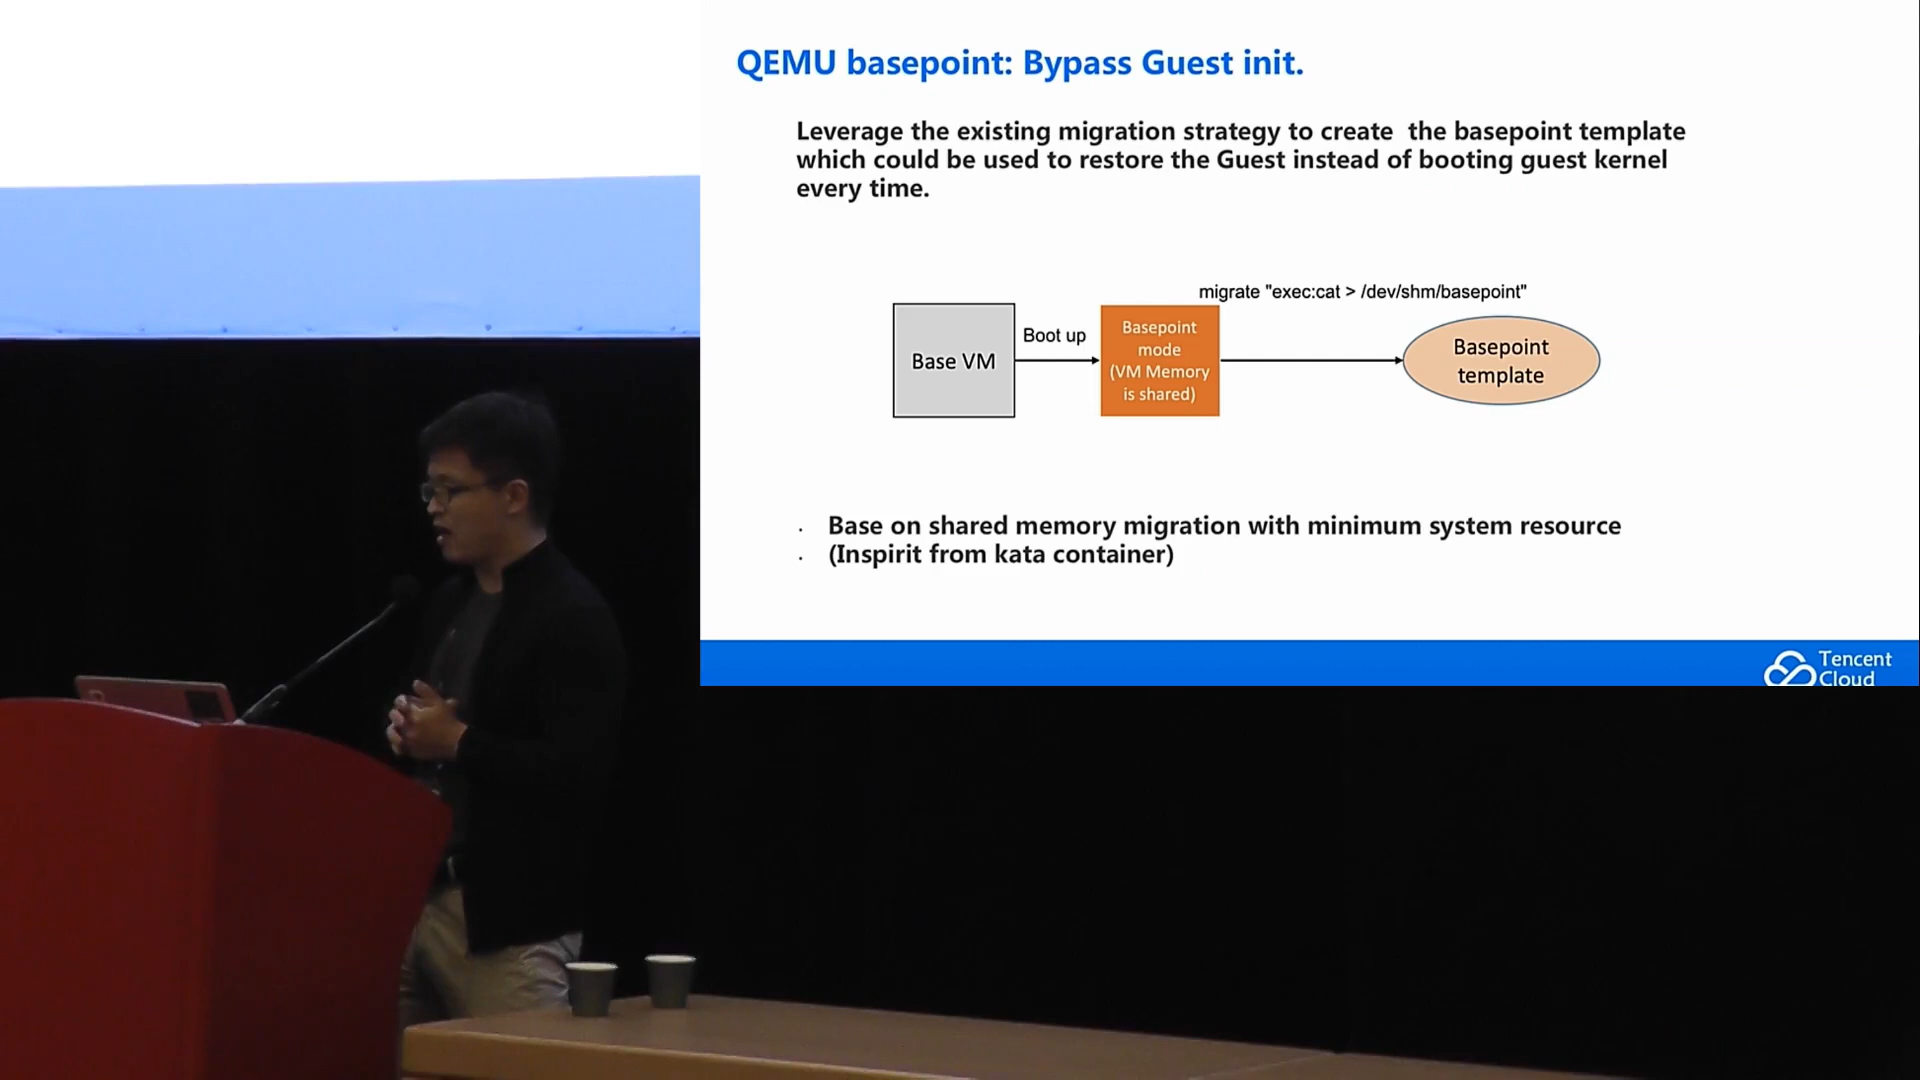 QEMU basepoint: Bypass Guest init.
Leverage the existing migration strategy to create the basepoint template
which could be used to restore the Guest instead of booting guest kernel
every time.
migrate "exec:cat > /dev/shm/basepoint"
Base VM
Boot up
Basepoint
mode
(VM Memory
is shared)
Basepoint
template
· Base on shared memory migration with minimum system resource
· (Inspirit from kata container)
Tencent
Cloud